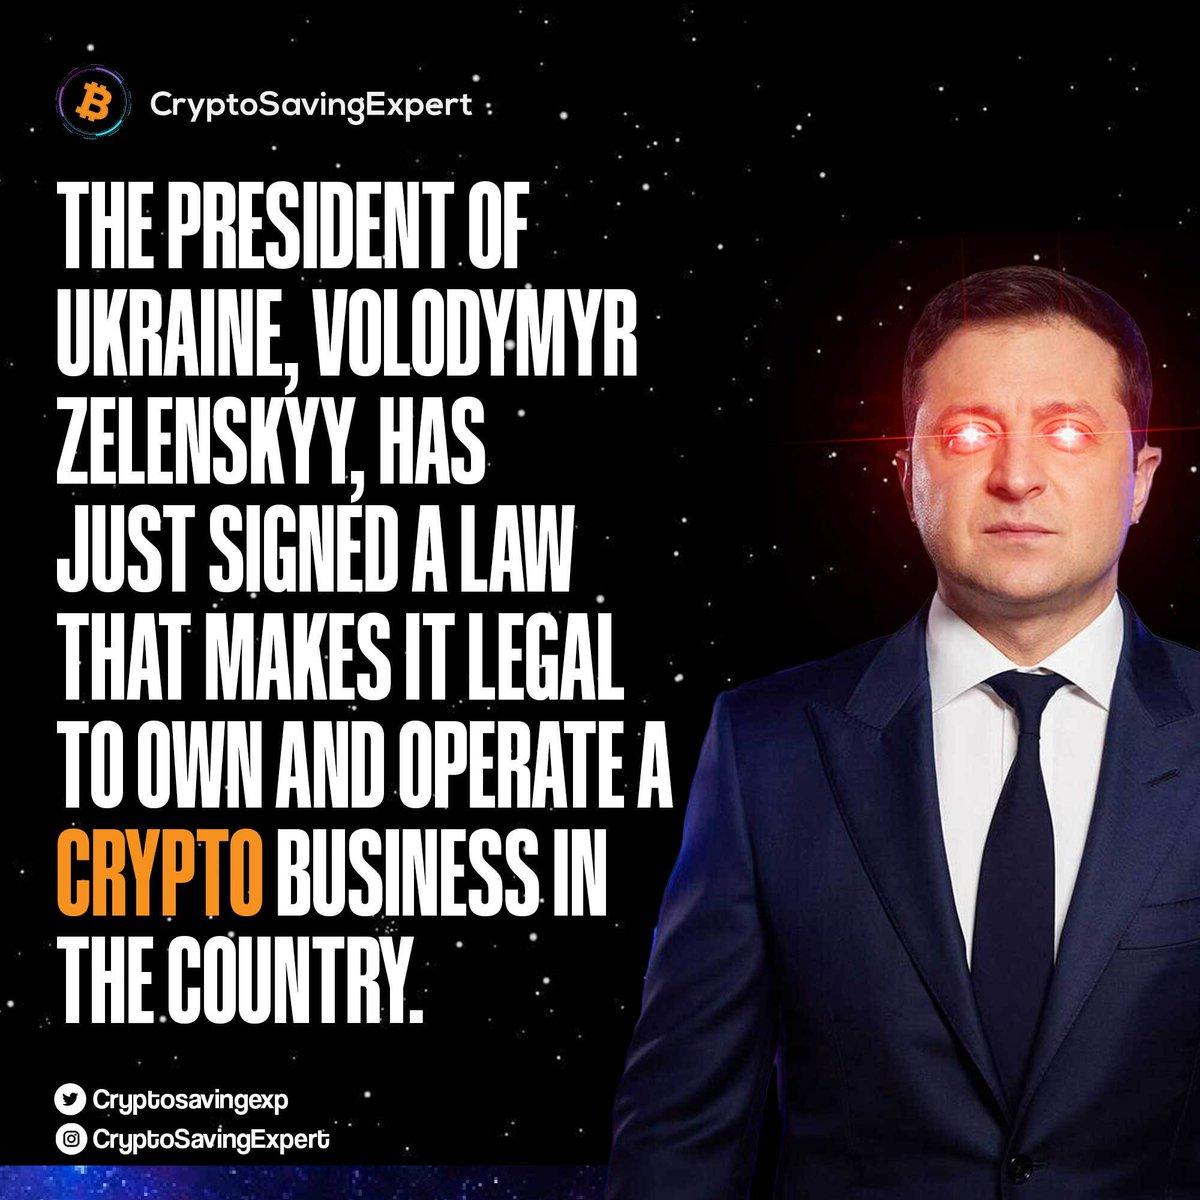 CryptoSavingExpert
THE PRESIDENT OF
UKRAINE, VOLODYMYR
ZELENSKYY, HAS
JUST SIGNED A LAW
THAT MAKES IT LEGAL
TO OWN AND OPERATE A
CRYPTO BUSINESS IN
THE COUNTRY.
Cryptosavingexp
CryptoSavingExpert